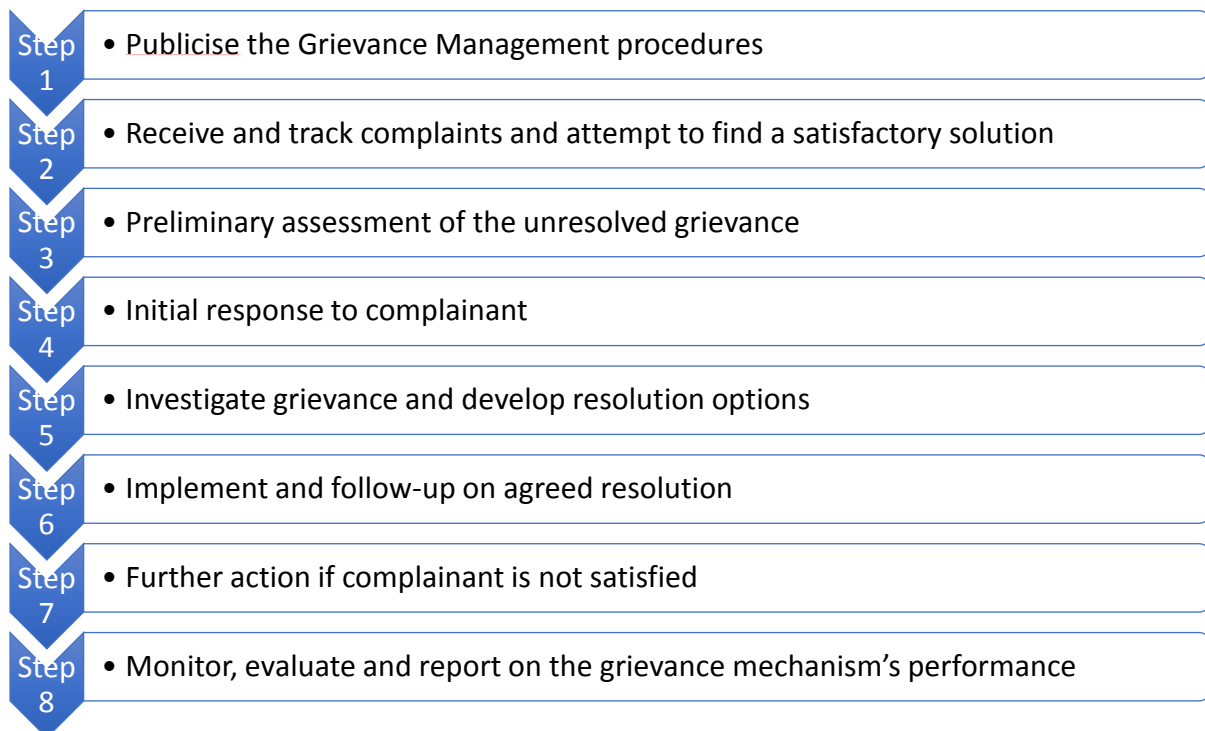 Step 1
• Publicise the Grievance Management procedures
Step 2
• Receive and track complaints and attempt to find a satisfactory solution
Step 3
• Preliminary assessment of the unresolved grievance
Step 4
• Initial response to complainant
Step 5
• Investigate grievance and develop resolution options
Step 6
• Implement and follow-up on agreed resolution
Step 7
• Further action if complainant is not satisfied
Step 8
• Monitor, evaluate and report on the grievance mechanism’s performance